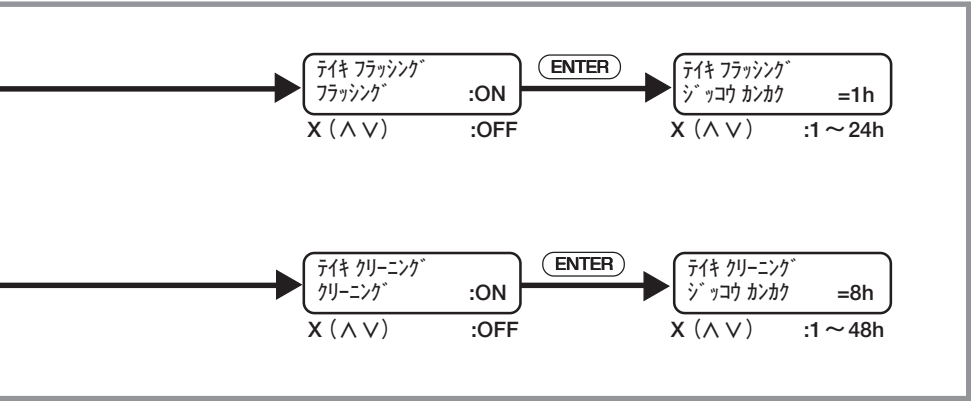 ﾃｲｷ ﾌﾗｯｼﾝｸﾞ
ﾌﾗｯｼﾝｸﾞ :ON
X (∧∨) :OFF
ENTER
ﾃｲｷ ﾌﾗｯｼﾝｸﾞ
ｼﾞｯｺｳ ｶﾝｶｸ =1h
X (∧∨) :1～24h
ﾃｲｷ ｸﾘｰﾆﾝｸﾞ
ｸﾘｰﾆﾝｸﾞ :ON
X (∧∨) :OFF
ENTER
ﾃｲｷ ｸﾘｰﾆﾝｸﾞ
ｼﾞｯｺｳ ｶﾝｶｸ =8h
X (∧∨) :1～48h